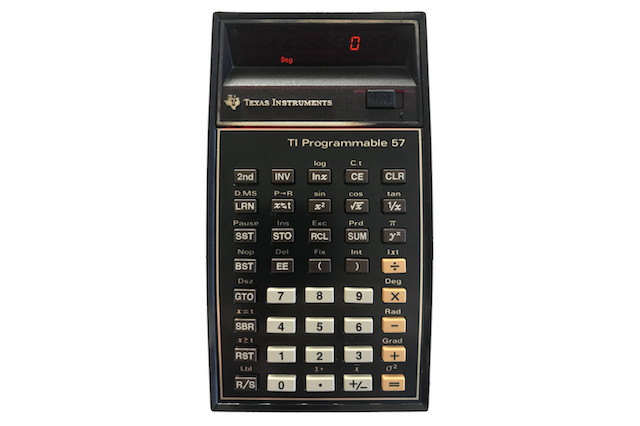 0
Deg
TEXAS INSTRUMENTS
TI Programmable 57
log C.t
2nd INV lnx CE CLR
D.MS P→R sin cos tan
LRN x⇄t x² √x 1/x
Pause Ins Exc Prd π
SST STO RCL SUM yˣ
Nop Del Fix Int |x|
BST EE ( ) ÷
Dsz Deg
GTO 7 8 9 X
x=t Rad
SBR 4 5 6 −
x≥t Grad
RST 1 2 3 +
Lbl Σ+ x̄ σ²
R/S 0 . +/− =